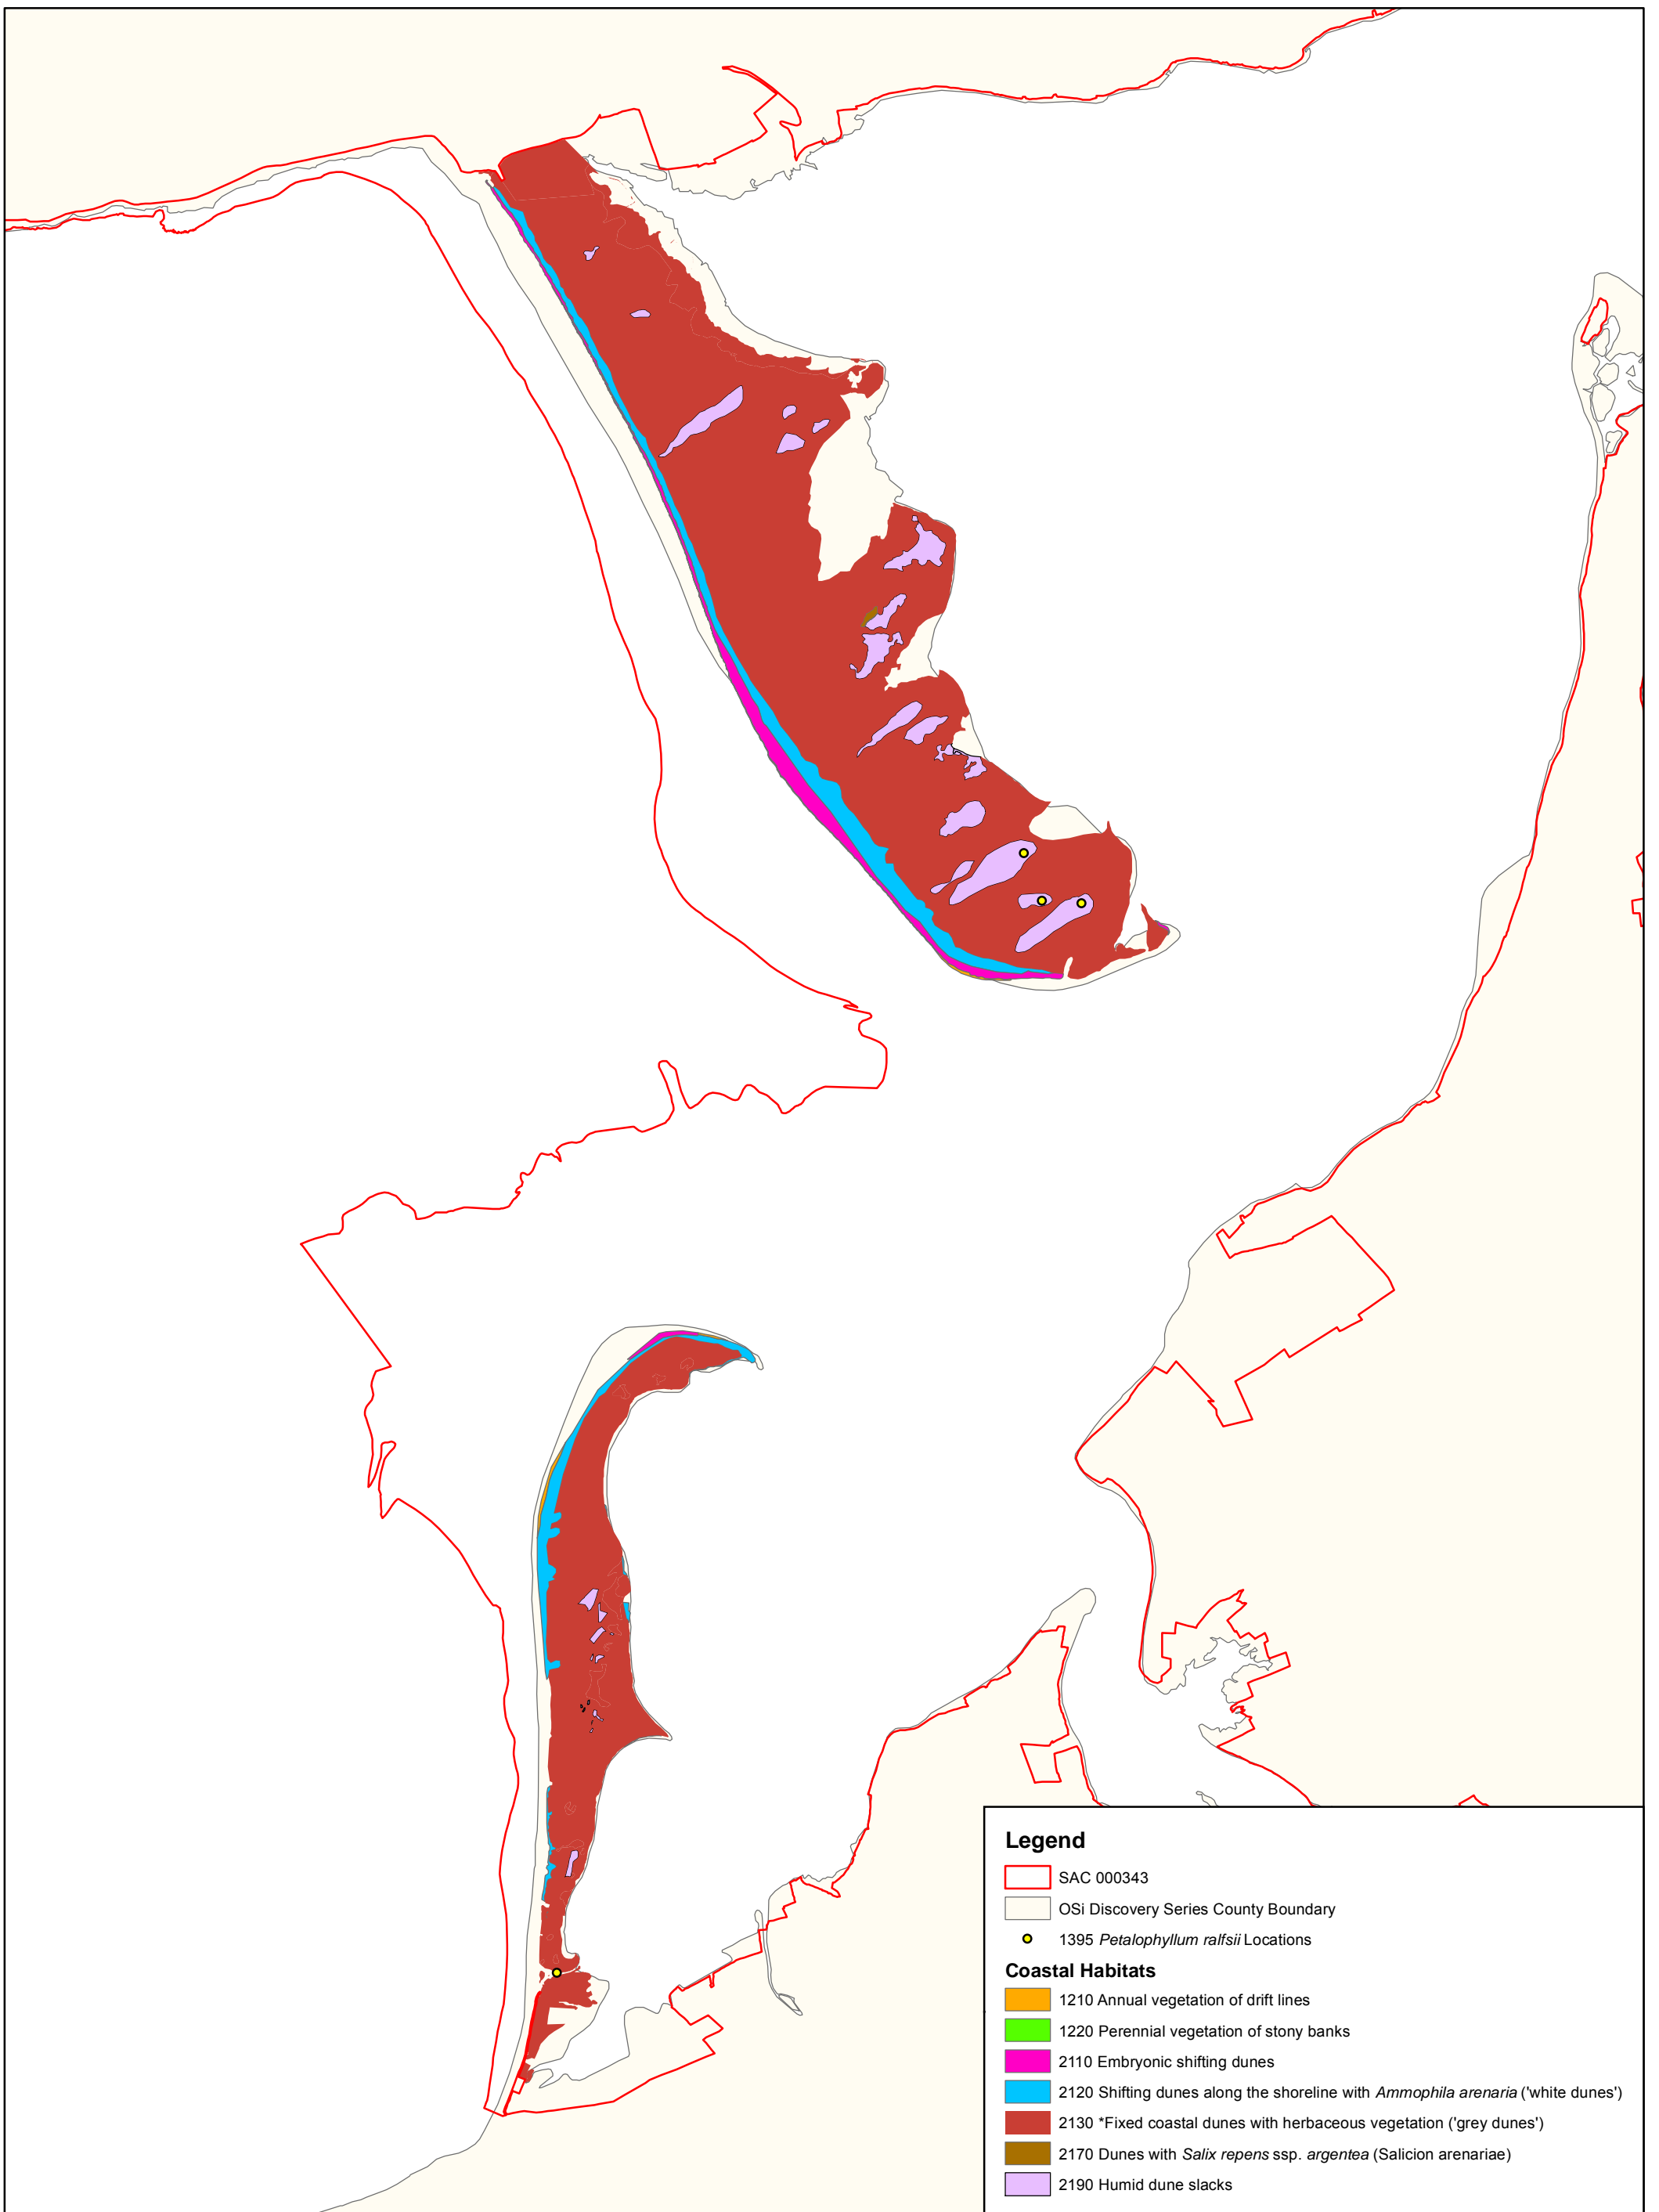 Legend
SAC 000343
OSi Discovery Series County Boundary
1395 Petalophyllum ralfsii Locations
Coastal Habitats
1210 Annual vegetation of drift lines
1220 Perennial vegetation of stony banks
2110 Embryonic shifting dunes
2120 Shifting dunes along the shoreline with Ammophila arenaria ('white dunes')
2130 *Fixed coastal dunes with herbaceous vegetation ('grey dunes')
2170 Dunes with Salix repens ssp. argentea (Salicion arenariae)
2190 Humid dune slacks